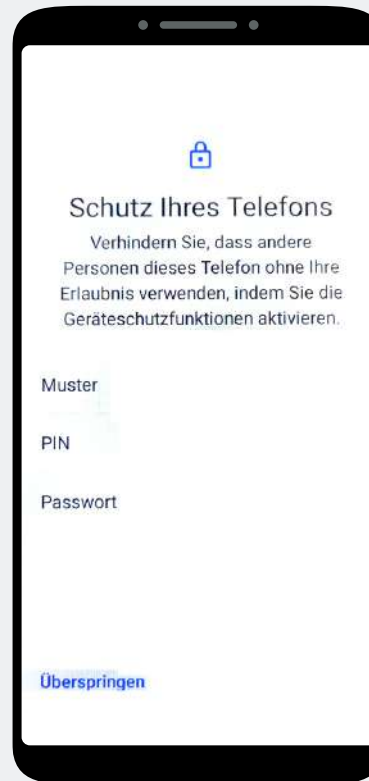 Schutz Ihres Telefons
Verhindern Sie, dass andere
Personen dieses Telefon ohne Ihre
Erlaubnis verwenden, indem Sie die
Geräteschutzfunktionen aktivieren.
Muster
PIN
Passwort
Überspringen